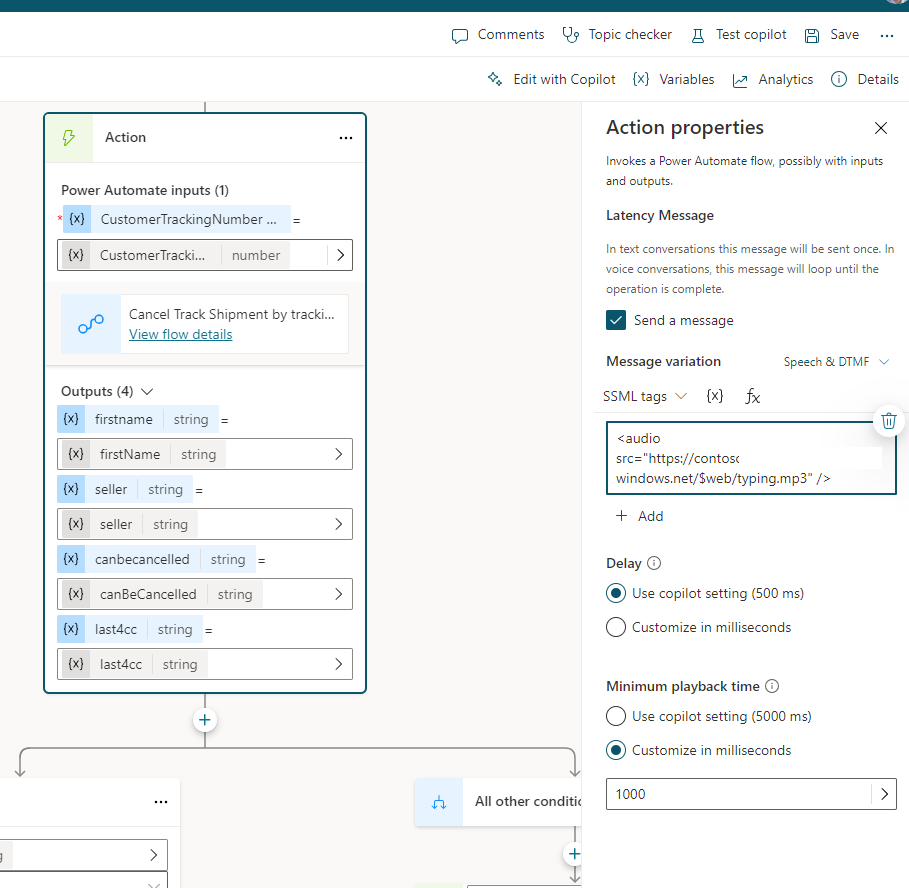 Comments
Topic checker
Test copilot
Save
...
Edit with Copilot
{x} Variables
Analytics
Details
Action
...
Power Automate inputs (1)
* {x} CustomerTrackingNumber ... =
{x} CustomerTracki... number
Cancel Track Shipment by tracki...
View flow details
Outputs (4)
{x} firstname string =
{x} firstName string
{x} seller string =
{x} seller string
{x} canbecancelled string =
{x} canBeCancelled string
{x} last4cc string =
{x} last4cc string
...
All other conditio
Action properties
Invokes a Power Automate flow, possibly with inputs
and outputs.
Latency Message
In text conversations this message will be sent once. In
voice conversations, this message will loop until the
operation is complete.
Send a message
Message variation
Speech & DTMF
SSML tags {x} fx
<audio
src="https://contoso
windows.net/$web/typing.mp3" />
+ Add
Delay
Use copilot setting (500 ms)
Customize in milliseconds
Minimum playback time
Use copilot setting (5000 ms)
Customize in milliseconds
1000